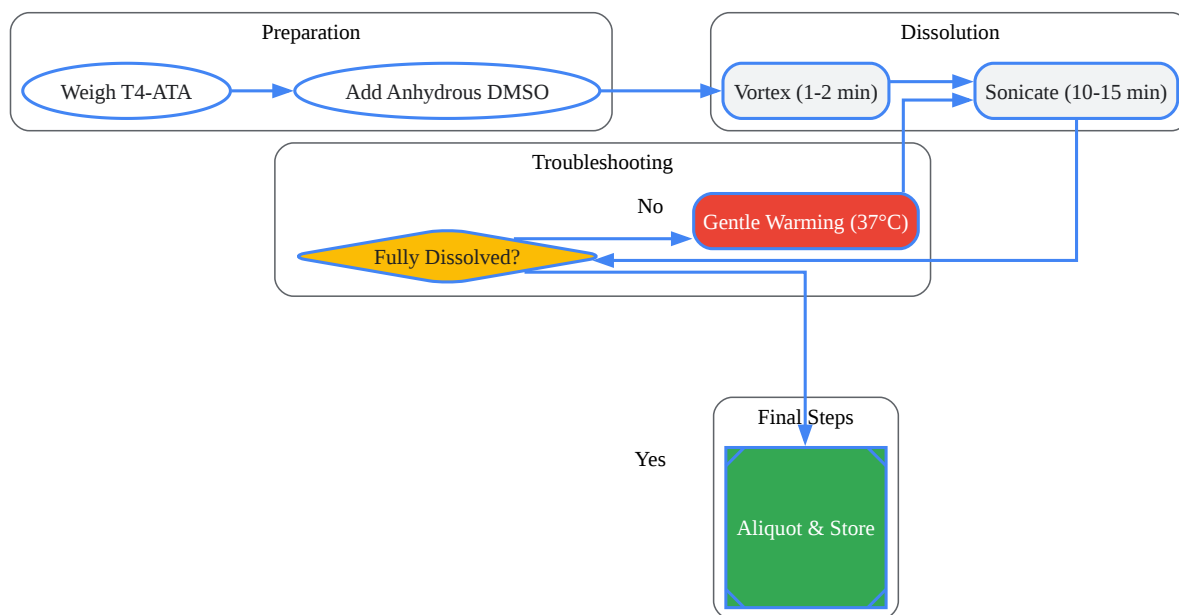 Preparation
Weigh T4-ATA
Add Anhydrous DMSO
Dissolution
Vortex (1-2 min)
Sonicate (10-15 min)
Troubleshooting
No
Gentle Warming (37°C)
Fully Dissolved?
Final Steps
Yes
Aliquot & Store